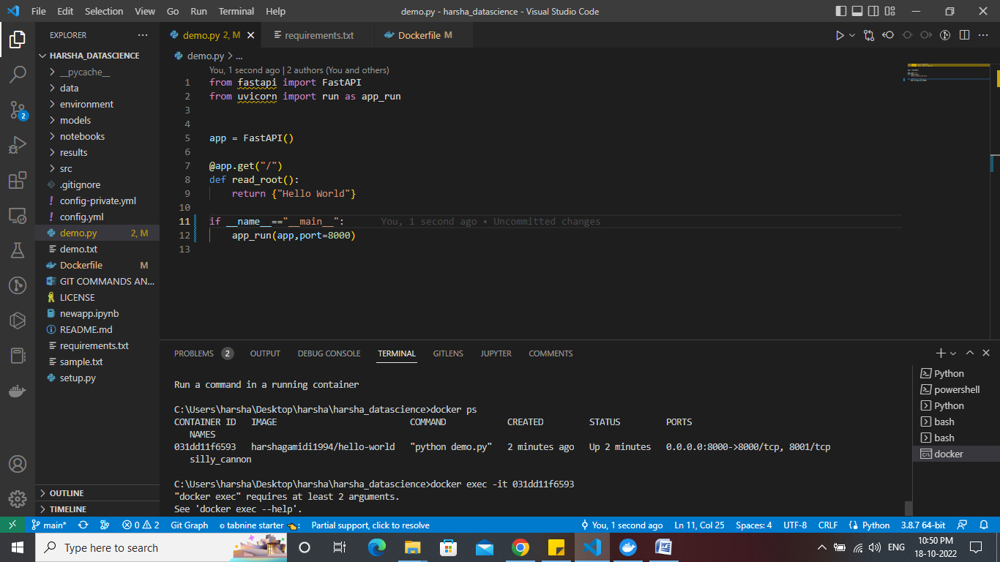 File Edit Selection View Go Run Terminal Help
demo.py - harsha_datascience - Visual Studio Code
EXPLORER
HARSHA_DATASCIENCE
__pycache__
data
environment
models
notebooks
results
src
.gitignore
config-private.yml
config.yml
demo.py 2, M
demo.txt
Dockerfile M
GIT COMMANDS AN...
LICENSE
newapp.ipynb
README.md
requirements.txt
sample.txt
setup.py
OUTLINE
TIMELINE
2
demo.py 2, M
requirements.txt
Dockerfile M
demo.py > ...
You, 1 second ago | 2 authors (You and others)
1 from fastapi import FastAPI
2 from uvicorn import run as app_run
3
4
5 app = FastAPI()
6
7 @app.get("/")
8 def read_root():
9 return {"Hello World"}
10
11 if __name__=="__main__": You, 1 second ago • Uncommitted changes
12 app_run(app,port=8000)
13
PROBLEMS 2 OUTPUT DEBUG CONSOLE TERMINAL GITLENS JUPYTER COMMENTS
Run a command in a running container
C:\Users\harsha\Desktop\harsha\harsha_datascience>docker ps
CONTAINER ID IMAGE COMMAND CREATED STATUS PORTS
NAMES
031dd11f6593 harshagamidi1994/hello-world "python demo.py" 2 minutes ago Up 2 minutes 0.0.0.0:8000->8000/tcp, 8001/tcp
silly_cannon
C:\Users\harsha\Desktop\harsha\harsha_datascience>docker exec -it 031dd11f6593
"docker exec" requires at least 2 arguments.
See 'docker exec --help'.
Python
powershell
Python
bash
bash
docker
main* 0 2 Git Graph tabnine starter : Partial support, click to resolve
You, 1 second ago Ln 11, Col 25 Spaces: 4 UTF-8 CRLF Python 3.8.7 64-bit
Type here to search
ENG
10:50 PM
18-10-2022